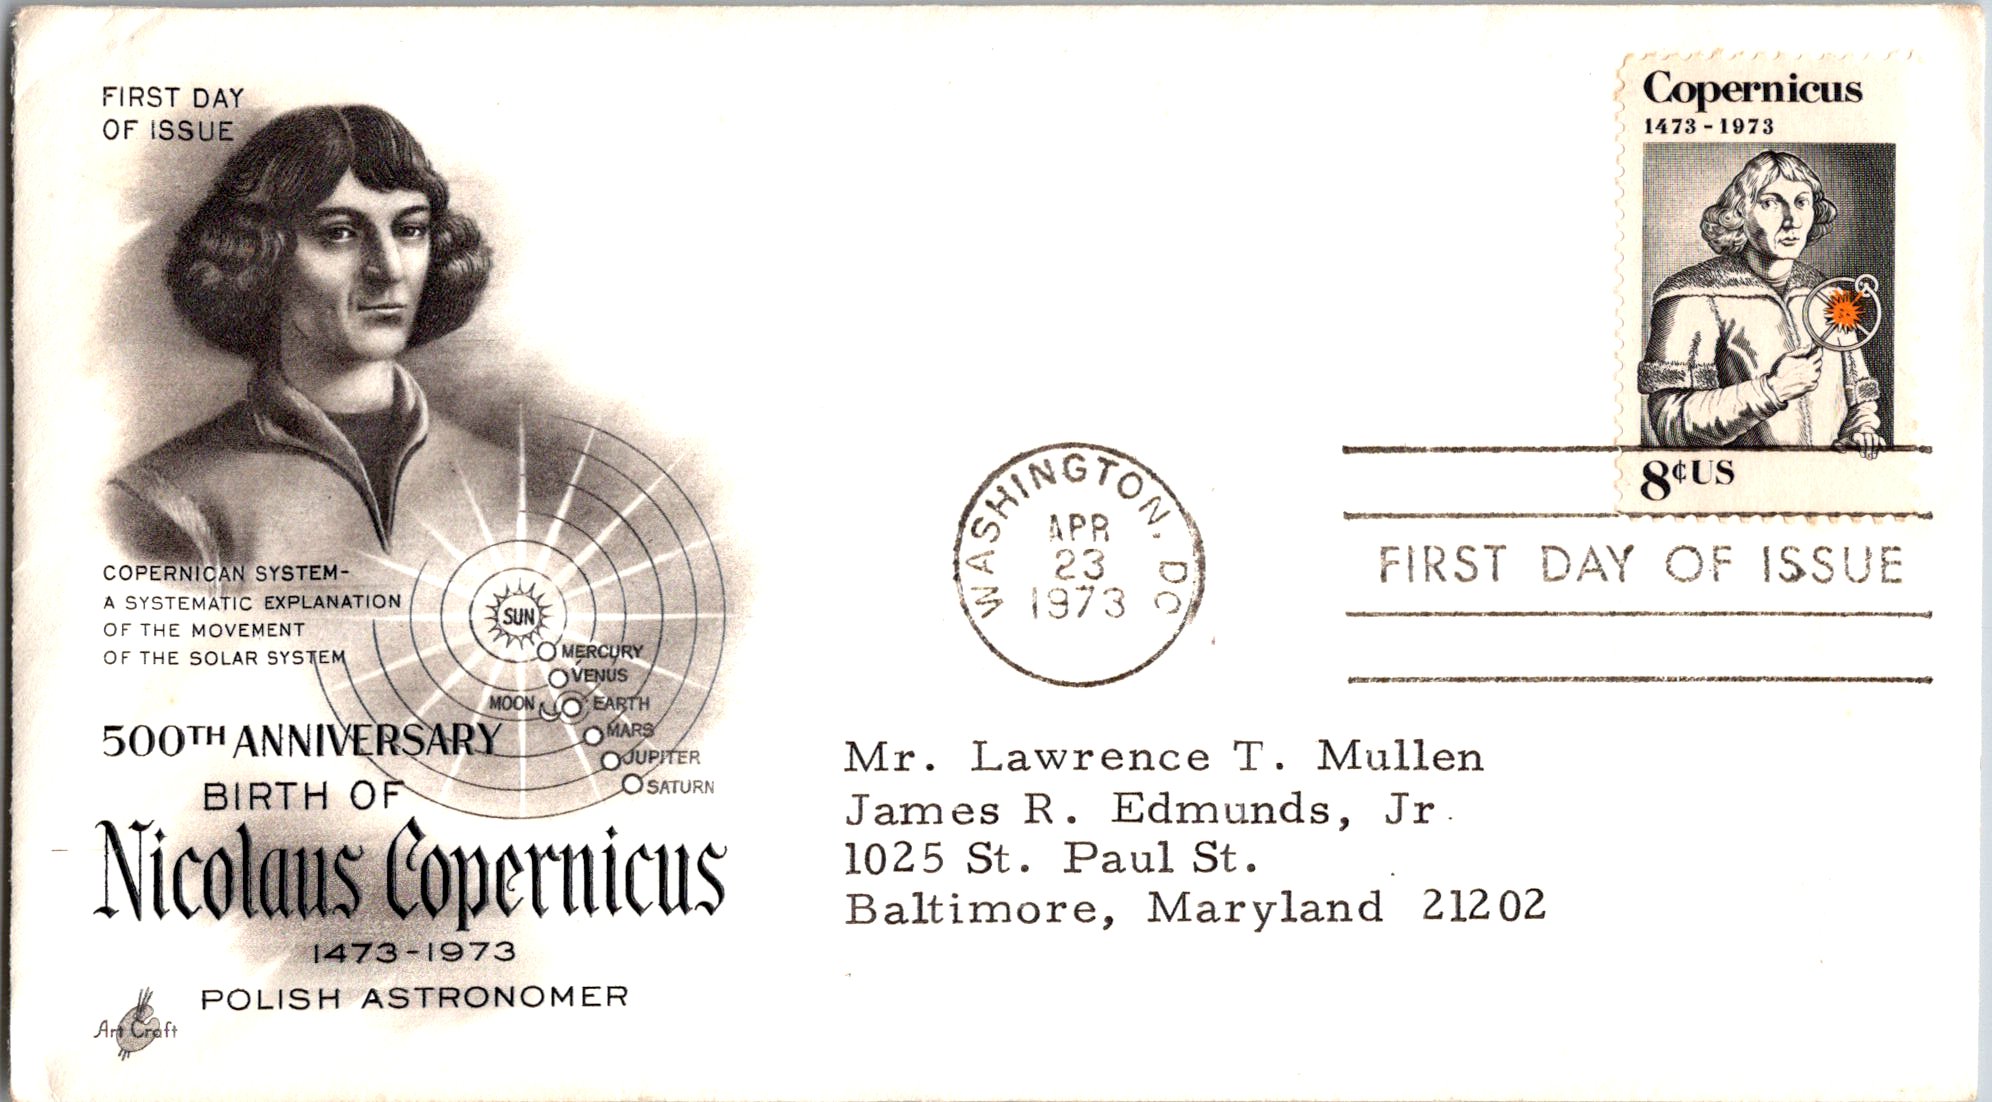 FIRST DAY
OF ISSUE
COPERNICAN SYSTEM-
A SYSTEMATIC EXPLANATION
OF THE MOVEMENT
OF THE SOLAR SYSTEM
SUN
MERCURY
VENUS
MOON
EARTH
MARS
JUPITER
SATURN
500TH ANNIVERSARY
BIRTH OF
Nicolaus Copernicus
1473-1973
POLISH ASTRONOMER
Art Craft
WASHINGTON, DC
APR
23
1973
Copernicus
1473-1973
8¢US
FIRST DAY OF ISSUE
Mr. Lawrence T. Mullen
James R. Edmunds, Jr.
1025 St. Paul St.
Baltimore, Maryland 21202